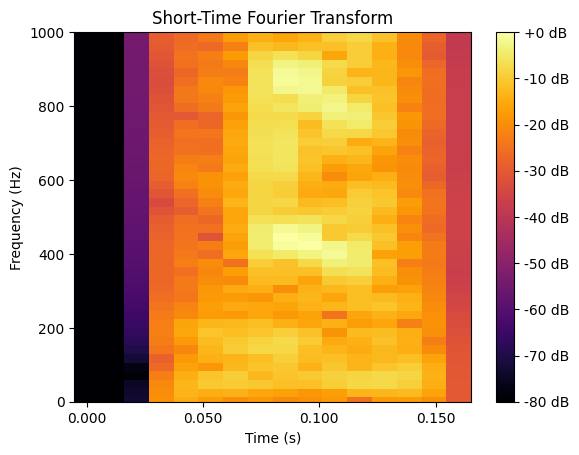 Short-Time Fourier Transform
1000
800
600
400
200
0
Frequency (Hz)
0.000
0.050
0.100
0.150
Time (s)
+0 dB
-10 dB
-20 dB
-30 dB
-40 dB
-50 dB
-60 dB
-70 dB
-80 dB